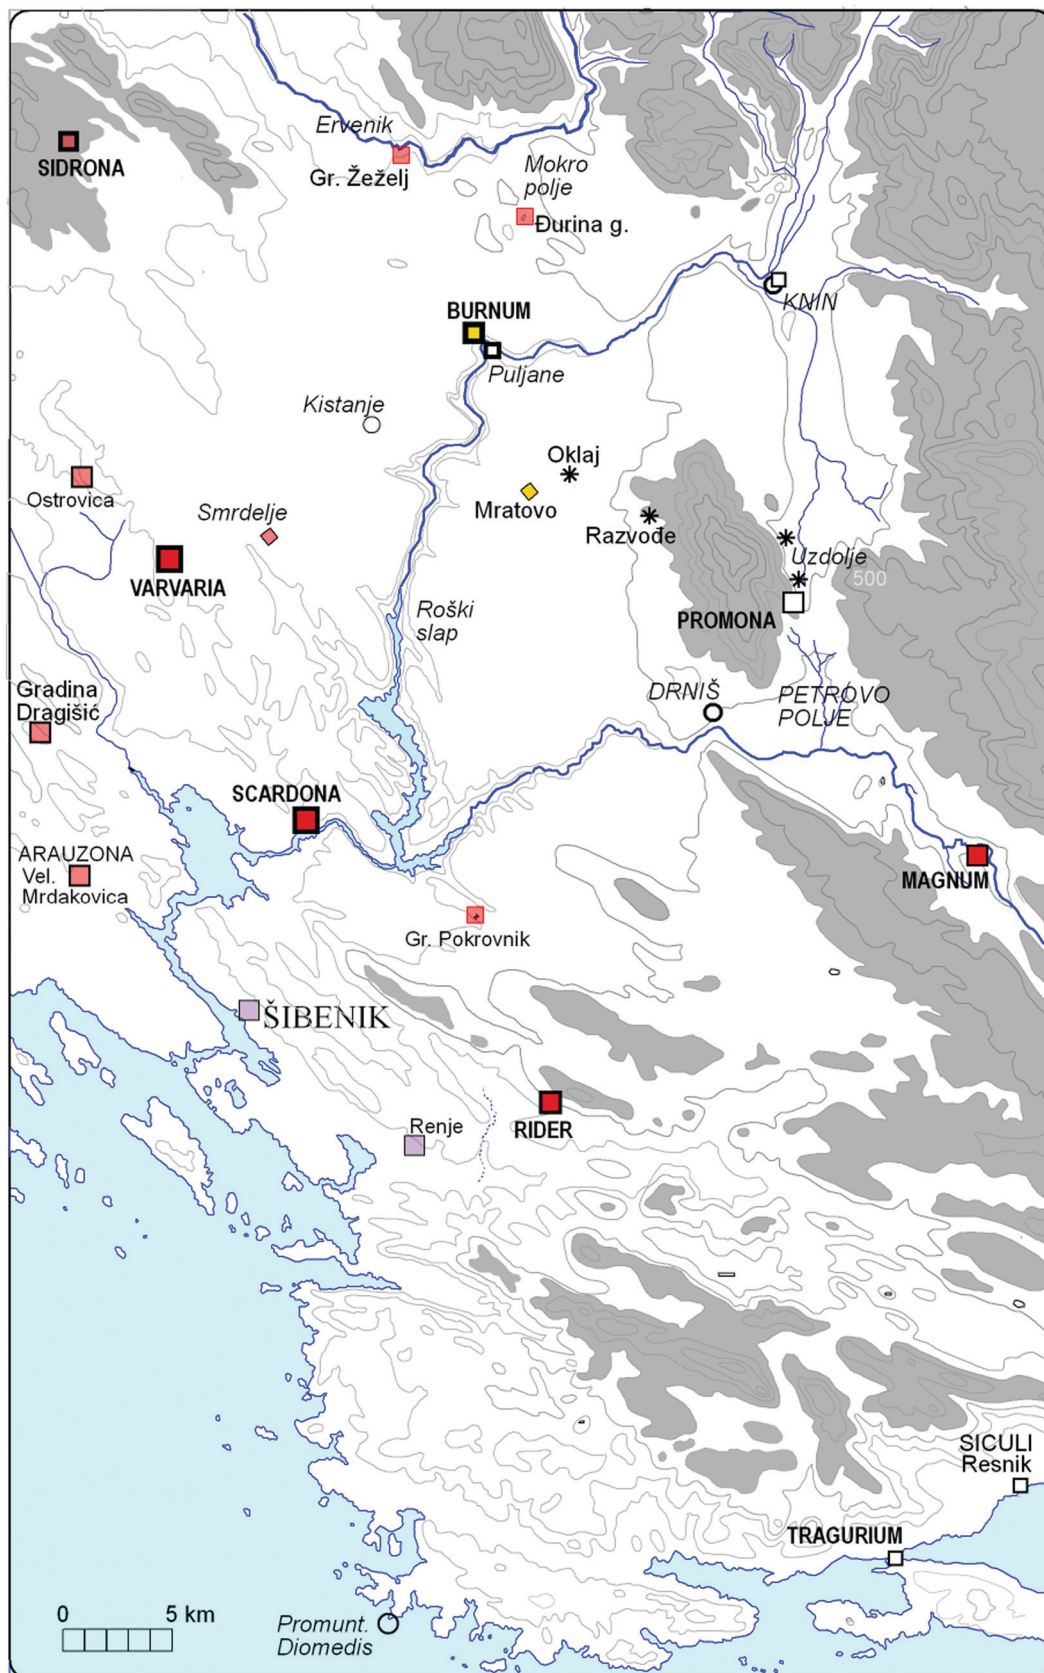 Ervenik
SIDRONA
Gr. Žeželj
Mokro
polje
Đurina g.
KNIN
BURNUM
Puljane
Kistanje
Oklaj
Ostrovica
Mratovo
Smrdelje
Razvođe
Uzdolje
VARVARIA
500
Roški
slap
PROMONA
Gradina
Dragišić
DRNIŠ
PETROVO
POLJE
SCARDONA
ARAUZONA
Vel.
Mrdakovica
MAGNUM
Gr. Pokrovnik
ŠIBENIK
Renje
RIDER
SICULI
Resnik
TRAGURIUM
0 5 km
Promunt.
Diomedis